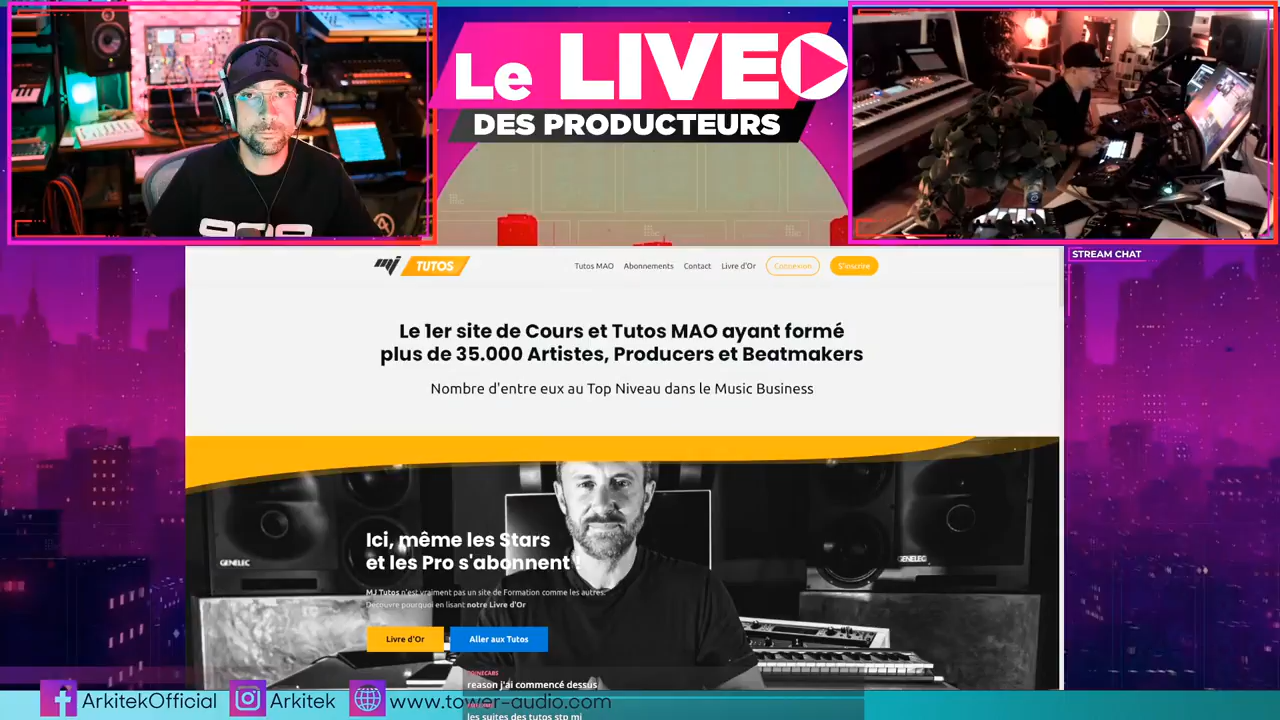 Le LIVE
DES PRODUCTEURS
STREAM CHAT
mj TUTOS
Tutos MAO
Abonnements
Contact
Livre d'Or
Connexion
S'inscrire
Le 1er site de Cours et Tutos MAO ayant formé
plus de 35.000 Artistes, Producers et Beatmakers
Nombre d'entre eux au Top Niveau dans le Music Business
GENELEC
GENELEC
Ici, même les Stars
et les Pro s'abonnent !
MJ Tutos n'est vraiment pas un site de Formation comme les autres.
Découvre pourquoi en lisant notre Livre d'Or
Livre d'Or
Aller aux Tutos
reason j'ai commencé dessus
ArkitekOfficial
Arkitek
www.tower-audio.com
les suites des tutos stp mj